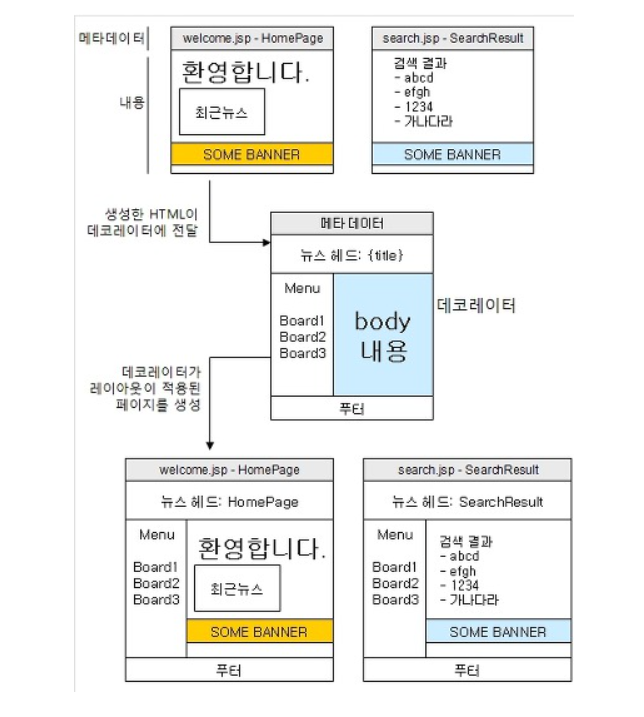 메타데이터
welcome.jsp - HomePage
내용
환영합니다.
최근뉴스
SOME BANNER
search.jsp - SearchResult
검색 결과
- abcd
- efgh
- 1234
- 가나다라
SOME BANNER
생성한 HTML이
데코레이터에 전달
메타데이터
뉴스 헤드: {title}
Menu
Board1
Board2
Board3
body
내용
푸터
데코레이터
데코레이터가
레이아웃이 적용된
페이지를 생성
welcome.jsp - HomePage
뉴스 헤드: HomePage
Menu
Board1
Board2
Board3
환영합니다.
최근뉴스
SOME BANNER
푸터
search.jsp - SearchResult
뉴스 헤드: SearchResult
Menu
Board1
Board2
Board3
검색 결과
- abcd
- efgh
- 1234
- 가나다라
SOME BANNER
푸터